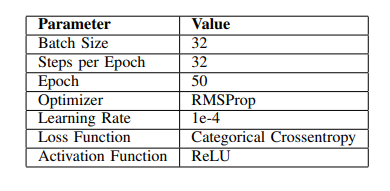 Parameter Value
Batch Size 32
Steps per Epoch 32
Epoch 50
Optimizer RMSProp
Learning Rate 1e-4
Loss Function Categorical Crossentropy
Activation Function ReLU